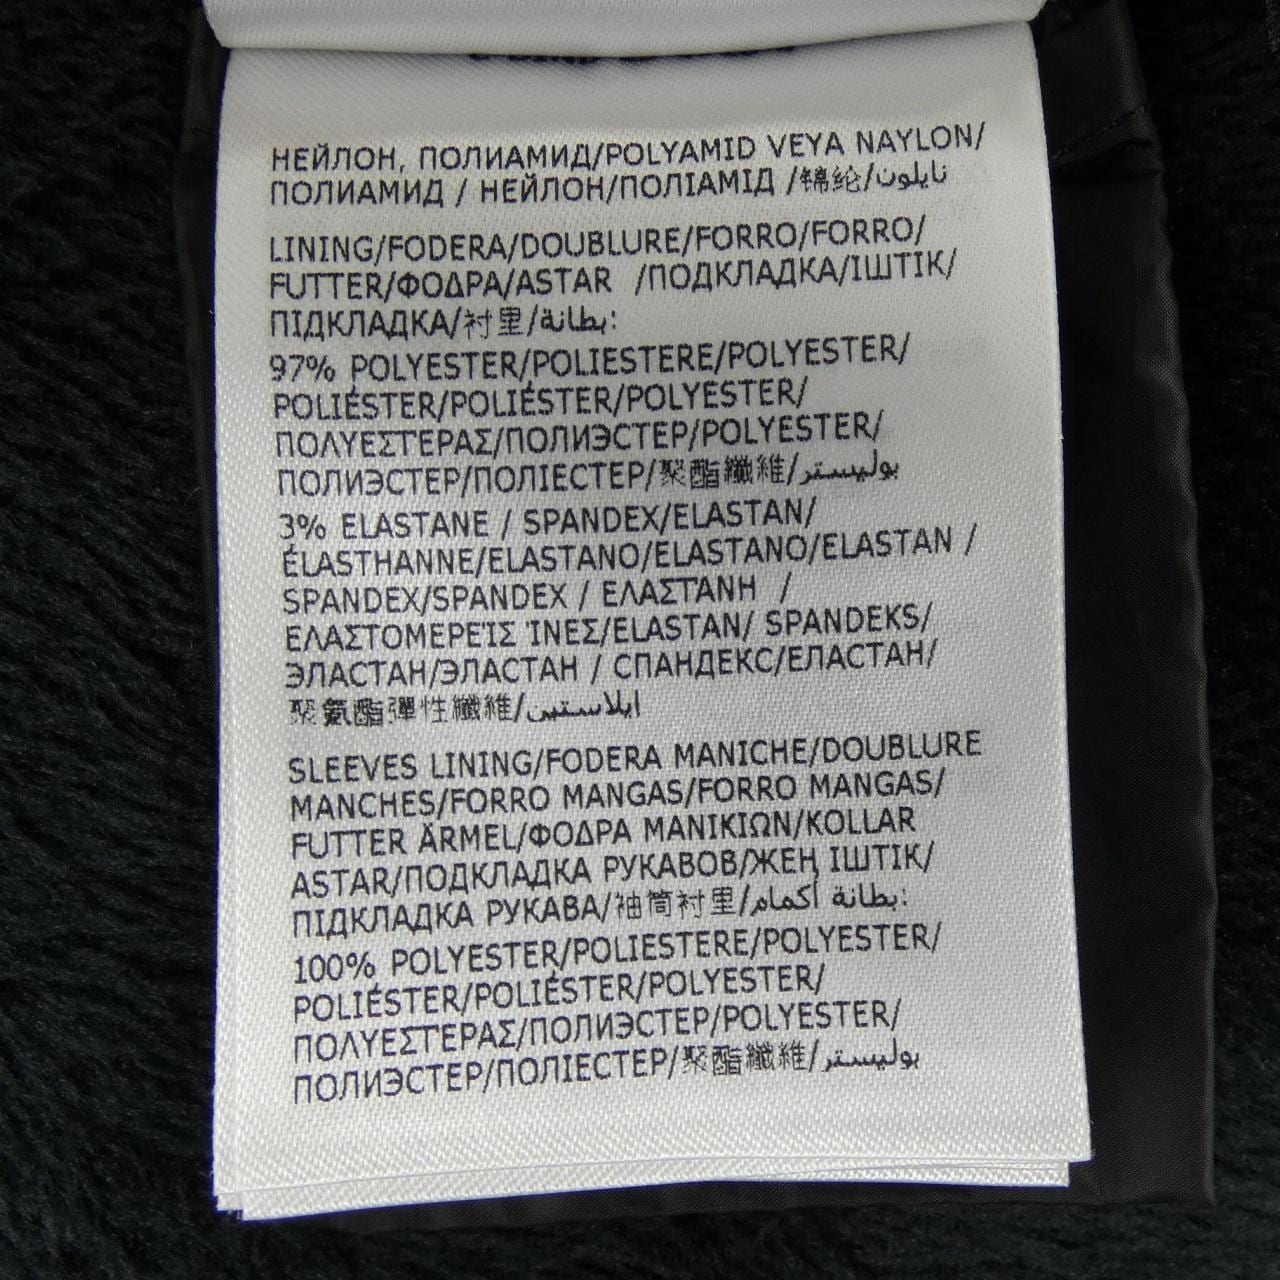 НЕЙЛОН, ПОЛИАМИД/POLYAMID VEYA NAYLON/
ПОЛИАМИД / НЕЙЛОН/ПОЛІАМІД /锦纶/نايلون
LINING/FODERA/DOUBLURE/FORRO/FORRO/
FUTTER/ΦΟΔΡΑ/ASTAR /ПОДКЛАДКА/ІШТІК/
ПІДКЛАДКА/衬里/بطانة:
97% POLYESTER/POLIESTERE/POLYESTER/
POLIÉSTER/POLIÉSTER/POLYESTER/
ΠΟΛΥΕΣΤΕΡΑΣ/ПОЛИЭСТЕР/POLYESTER/
ПОЛИЭСТЕР/ПОЛІЕСТЕР/聚酯纖維/بوليستر
3% ELASTANE / SPANDEX/ELASTAN/
ÉLASTHANNE/ELASTANO/ELASTANO/ELASTAN /
SPANDEX/SPANDEX / ΕΛΑΣΤΑΝΗ /
ΕΛΑΣΤΟΜΕΡΕΊΣ ΊΝΕΣ/ELASTAN/ SPANDEKS/
ЭЛАСТАН/ЭЛАСТАН / СПАНДЕКС/ЕЛАСТАН/
聚氨酯彈性纖維/ايلاستين
SLEEVES LINING/FODERA MANICHE/DOUBLURE
MANCHES/FORRO MANGAS/FORRO MANGAS/
FUTTER ÄRMEL/ΦΟΔΡΑ ΜΑΝΙΚΙΩΝ/KOLLAR
ASTAR/ПОДКЛАДКА РУКАВОВ/ЖЕҢ ІШТІК/
ПІДКЛАДКА РУКАВА/袖筒衬里/بطانة أكمام:
100% POLYESTER/POLIESTERE/POLYESTER/
POLIÉSTER/POLIÉSTER/POLYESTER/
ΠΟΛΥΕΣΤΕΡΑΣ/ПОЛИЭСТЕР/POLYESTER/
ПОЛИЭСТЕР/ПОЛІЕСТЕР/聚酯纖維/بوليستر